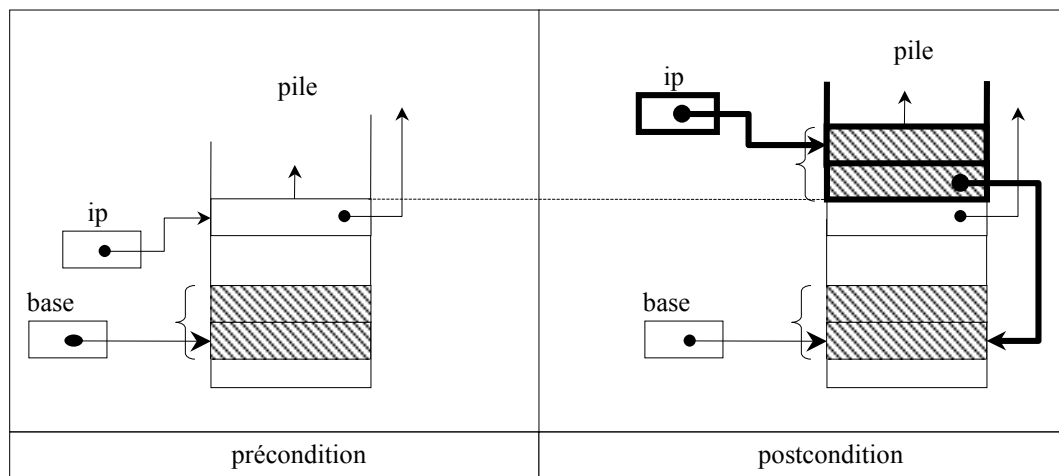 pile
ip
base
pile
ip
base
précondition
postcondition